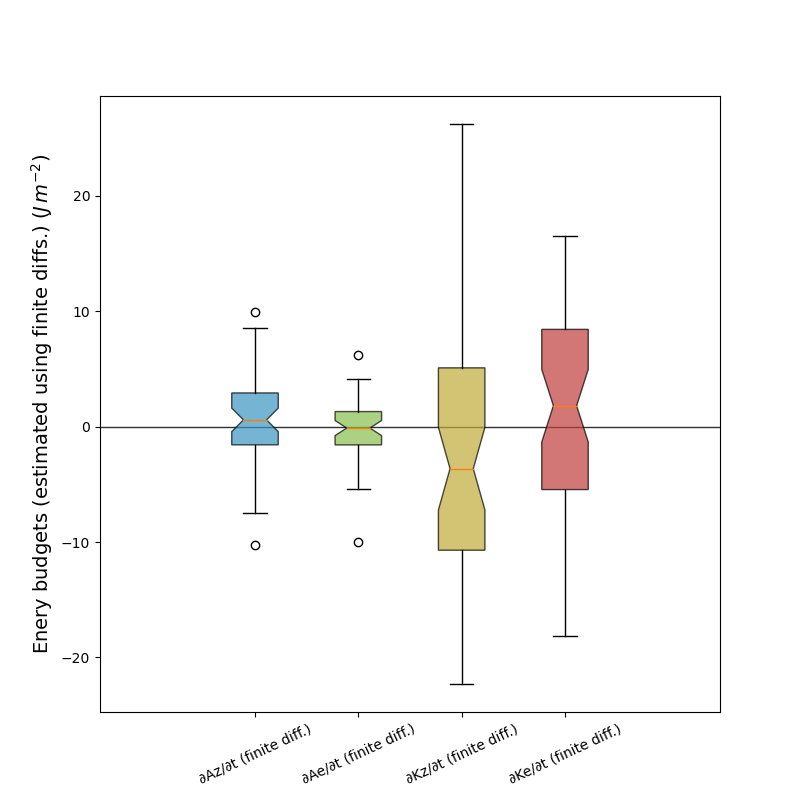 Enery budgets (estimated using finite diffs.) (J m⁻²)
20
10
0
−10
−20
∂Az/∂t (finite diff.)
∂Ae/∂t (finite diff.)
∂Kz/∂t (finite diff.)
∂Ke/∂t (finite diff.)